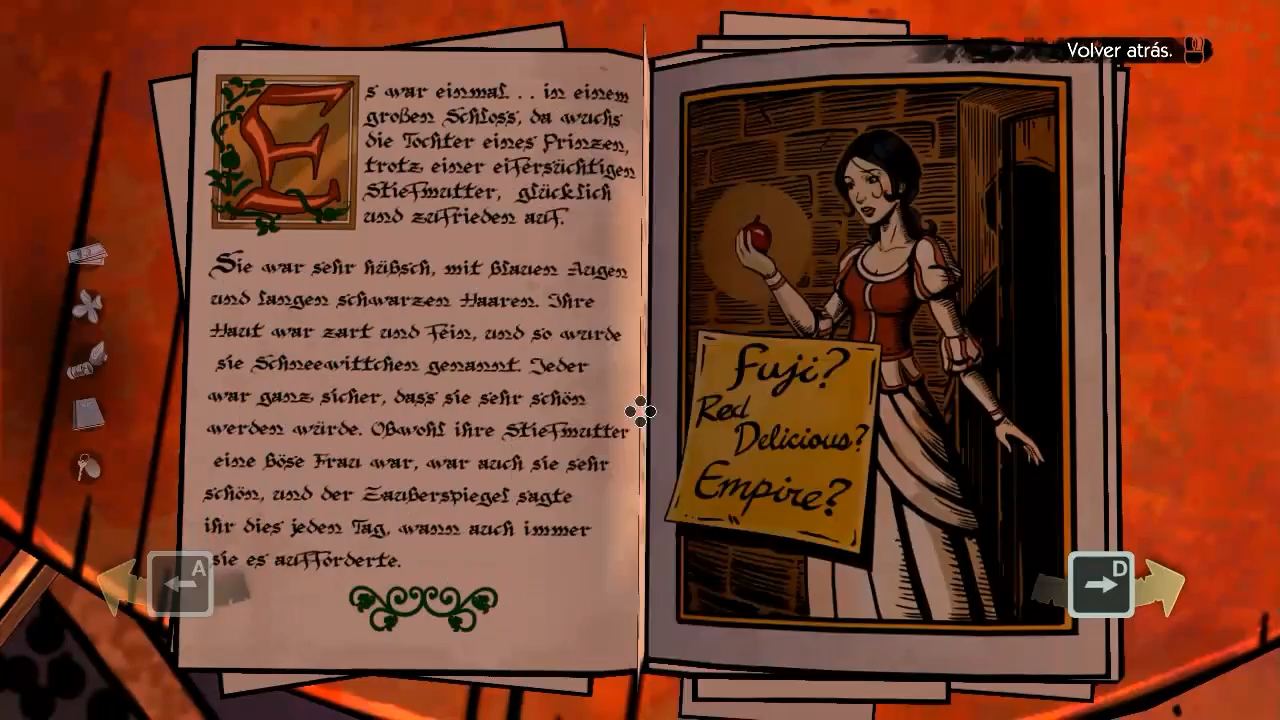 Volver atrás.
Es war einmal... in einem
großen Schloss, da wuchs
die Tochter eines Prinzen,
trotz einer eifersüchtigen
Stiefmutter, glücklich
und zufrieden auf.
Sie war sehr hübsch, mit blauen Augen
und langen schwarzen Haaren. Ihre
Haut war zart und fein, und so wurde
sie Schneewittchen genannt. Jeder
war ganz sicher, dass sie sehr schön
werden würde. Obwohl ihre Stiefmutter
eine böse Frau war, war auch sie sehr
schön, und der Zauberspiegel sagte
ihr dies jeden Tag, wann auch immer
sie es aufforderte.
Fuji?
Red
Delicious?
Empire?
A
D